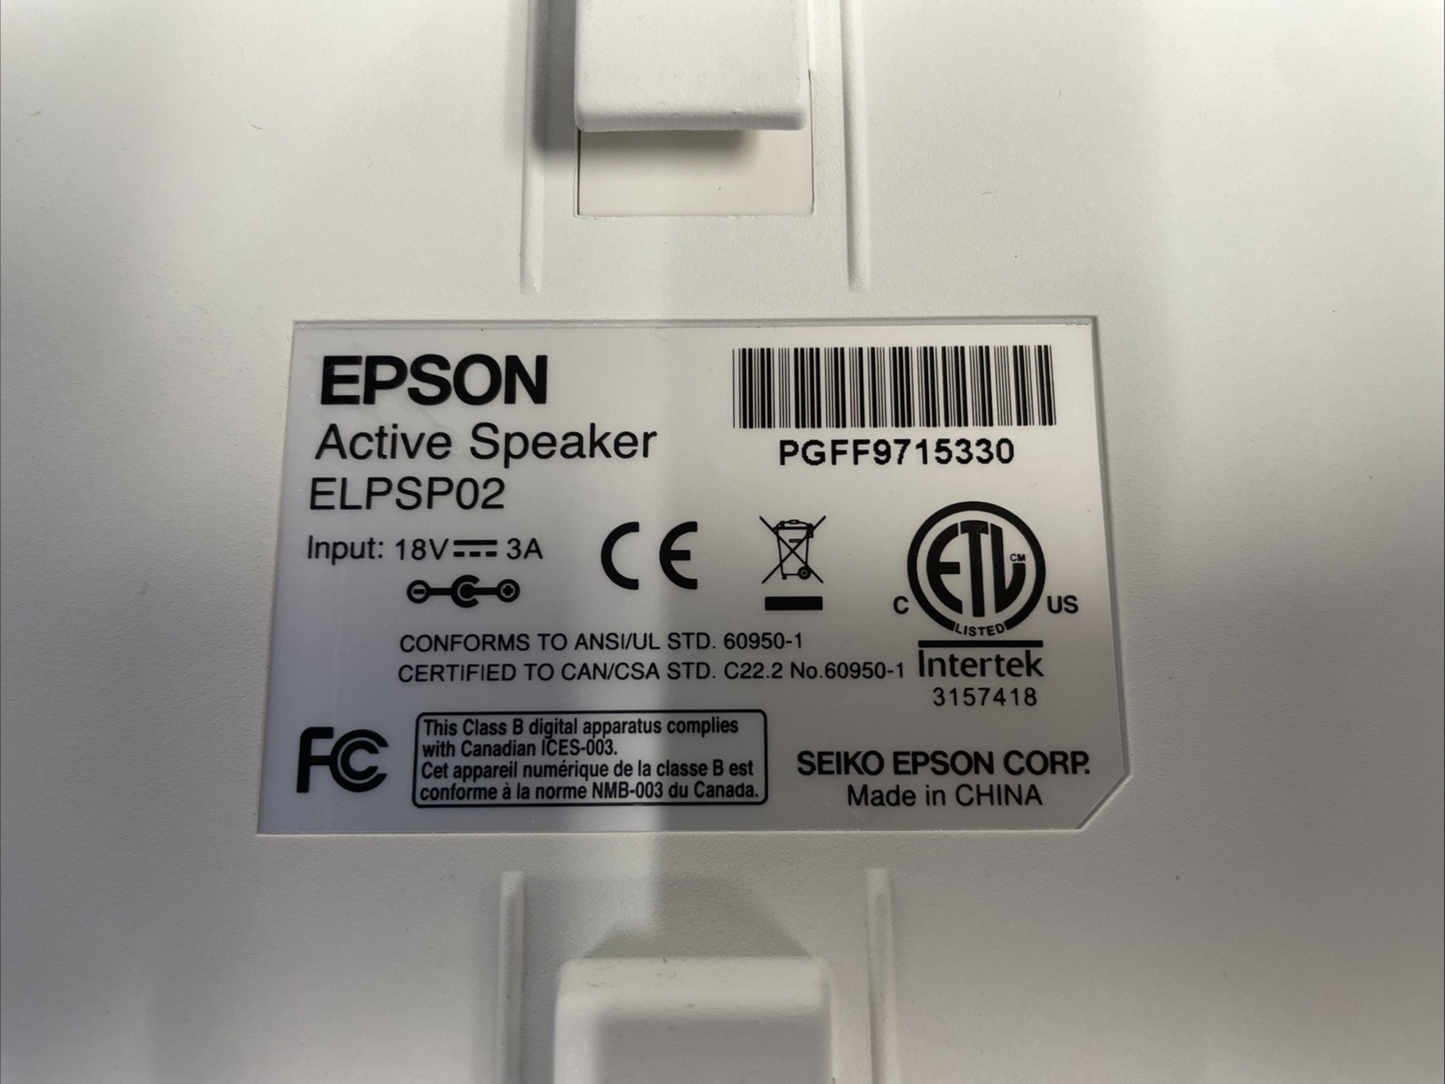 EPSON
Active Speaker
ELPSP02
Input: 18V 3A
PGFF9715330
CE
ETL CM
C US
LISTED
Intertek
3157418
CONFORMS TO ANSI/UL STD. 60950-1
CERTIFIED TO CAN/CSA STD. C22.2 No.60950-1
FC
This Class B digital apparatus complies
with Canadian ICES-003.
Cet appareil numérique de la classe B est
conforme à la norme NMB-003 du Canada.
SEIKO EPSON CORP.
Made in CHINA